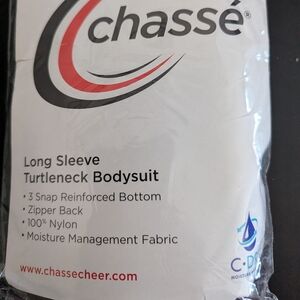 chassé®
Long Sleeve
Turtleneck Bodysuit
• 3 Snap Reinforced Bottom
• Zipper Back
• 100% Nylon
• Moisture Management Fabric
www.chassecheer.com